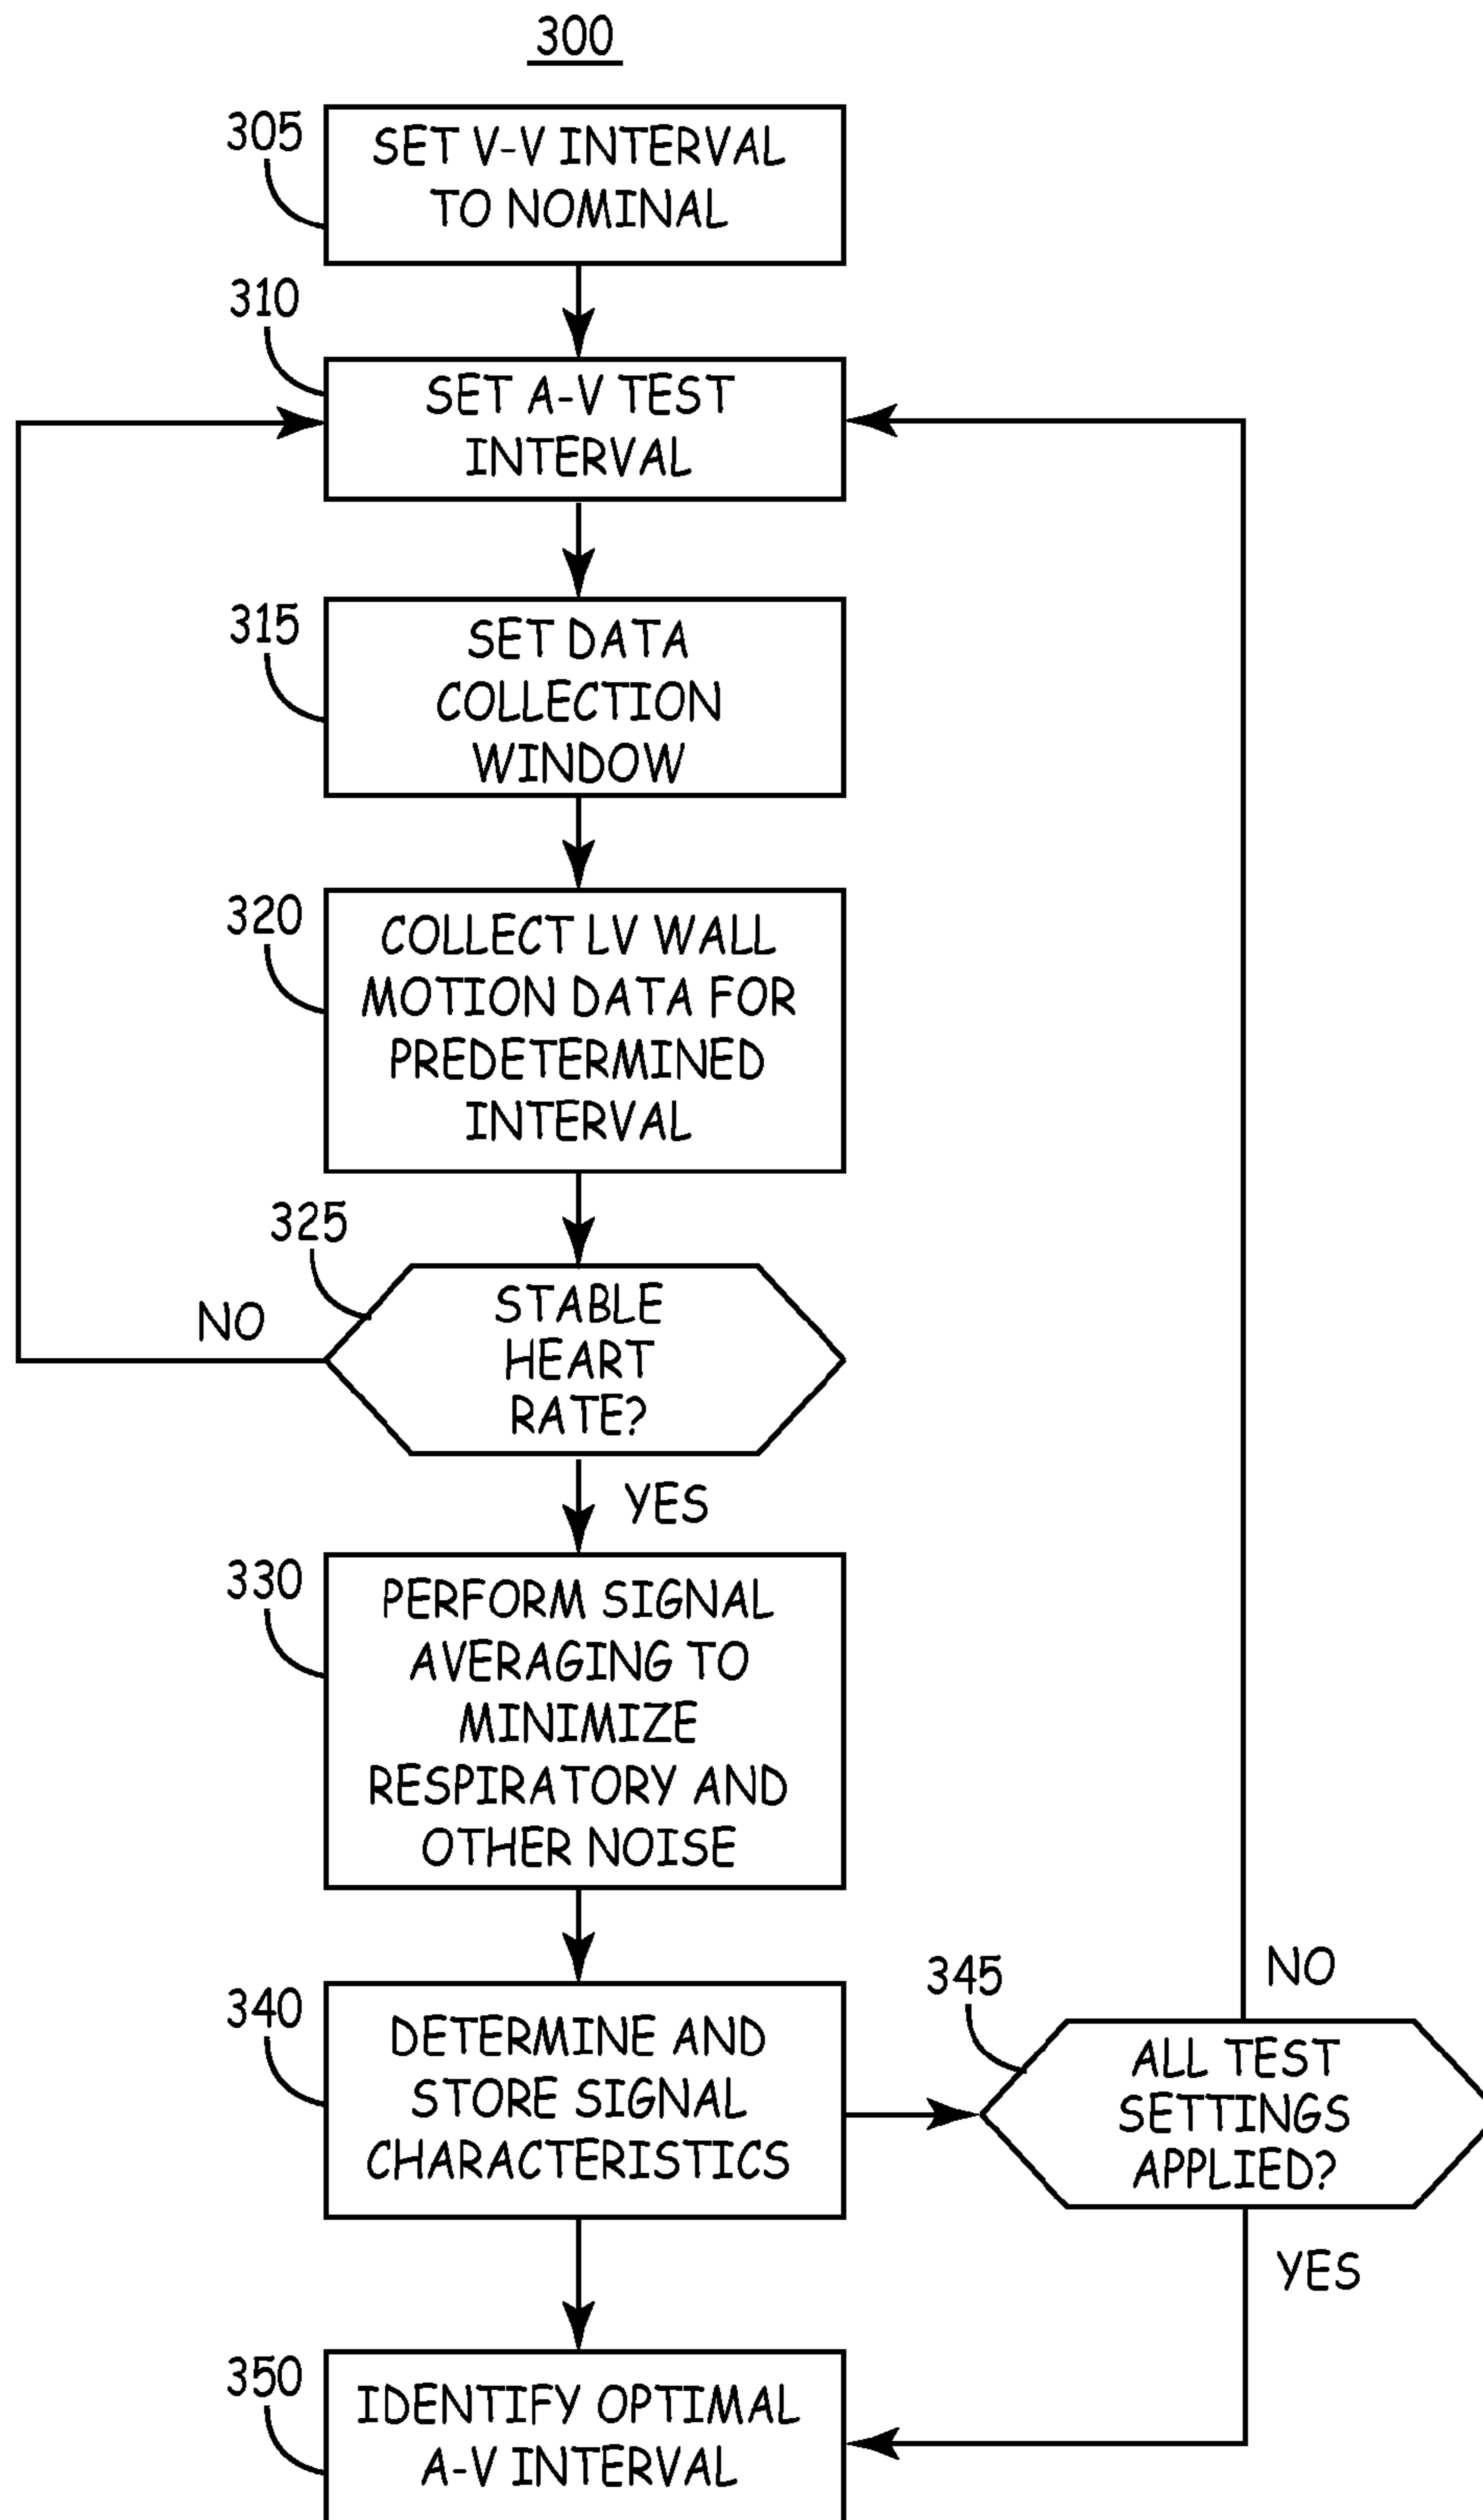 300
305
SET V-V INTERVAL
TO NOMINAL
310
SET A-V TEST
INTERVAL
315
SET DATA
COLLECTION
WINDOW
320
COLLECT LV WALL
MOTION DATA FOR
PREDETERMINED
INTERVAL
325
NO
STABLE
HEART
RATE?
YES
330
PERFORM SIGNAL
AVERAGING TO
MINIMIZE
RESPIRATORY AND
OTHER NOISE
340
DETERMINE AND
STORE SIGNAL
CHARACTERISTICS
345
NO
ALL TEST
SETTINGS
APPLIED?
YES
350
IDENTIFY OPTIMAL
A-V INTERVAL